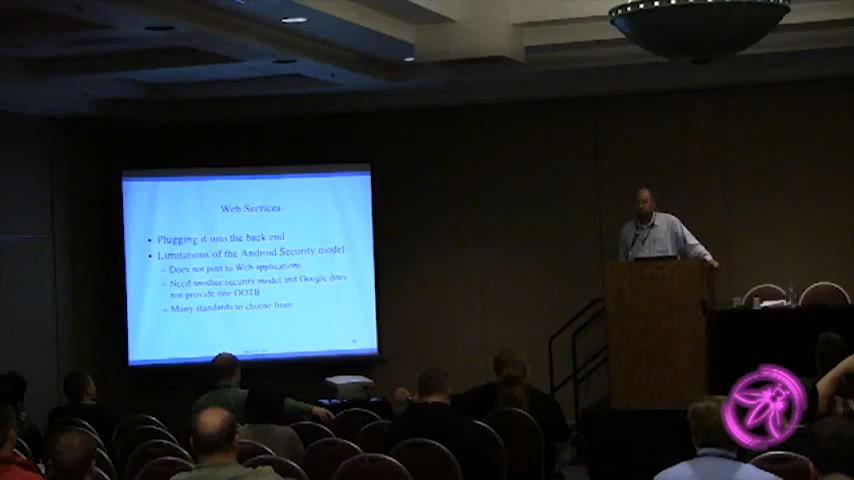 Web Services
• Plugging it into the back end
• Limitations of the Android Security model
– Does not port to Web applications
– Need another security model and Google does
not provide one OOTB
– Many standards to choose from